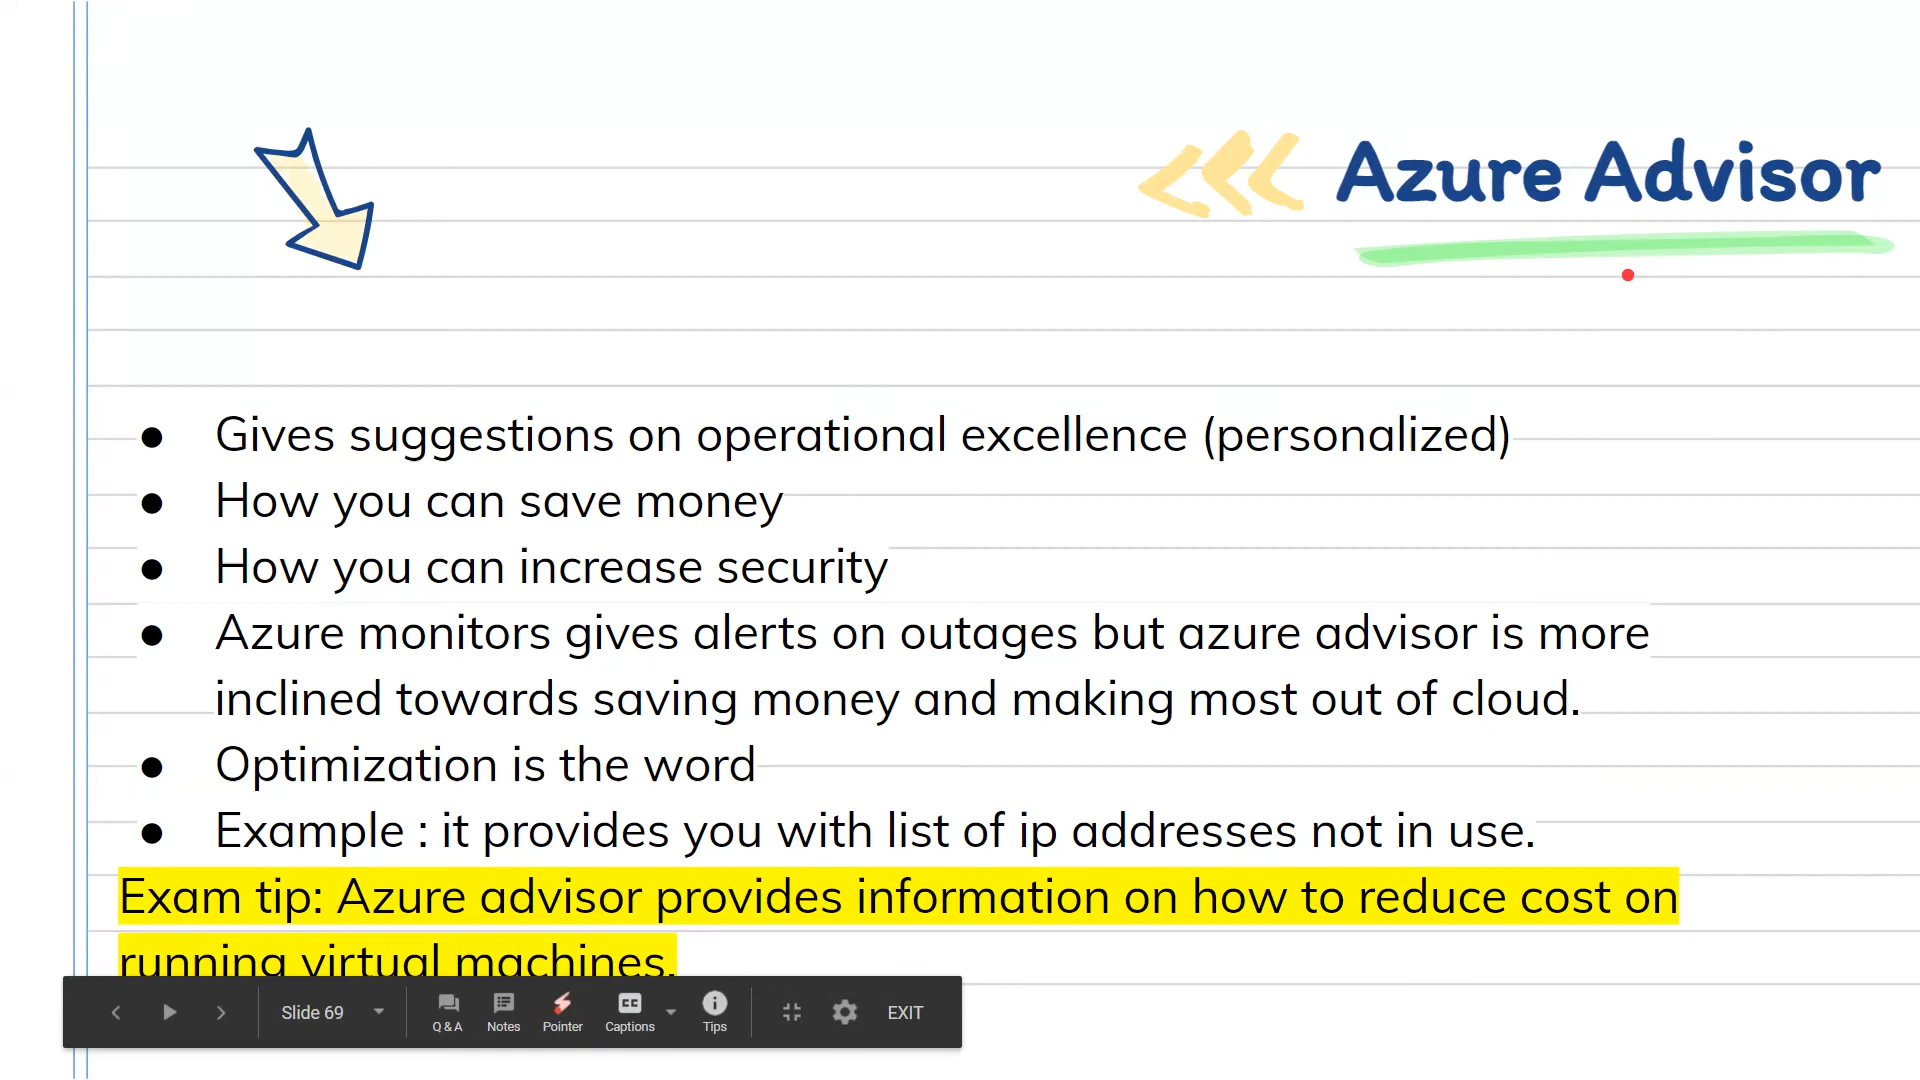 Azure Advisor
● Gives suggestions on operational excellence (personalized)
● How you can save money
● How you can increase security
● Azure monitors gives alerts on outages but azure advisor is more
inclined towards saving money and making most out of cloud.
● Optimization is the word
● Example : it provides you with list of ip addresses not in use.
Exam tip: Azure advisor provides information on how to reduce cost on
running virtual machines.
Slide 69
Q & A
Notes
Pointer
CC
Captions
Tips
EXIT